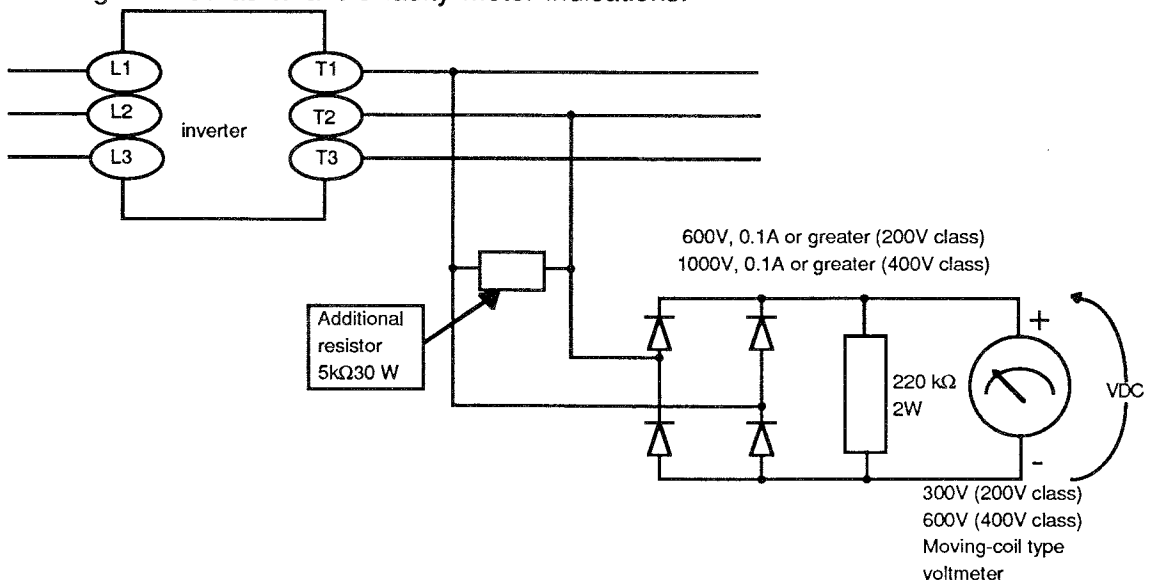 L1
L2
L3
inverter
T1
T2
T3
Additional
resistor
5kΩ30 W
600V, 0.1A or greater (200V class)
1000V, 0.1A or greater (400V class)
220 kΩ
2W
+
-
VDC
300V (200V class)
600V (400V class)
Moving-coil type
voltmeter